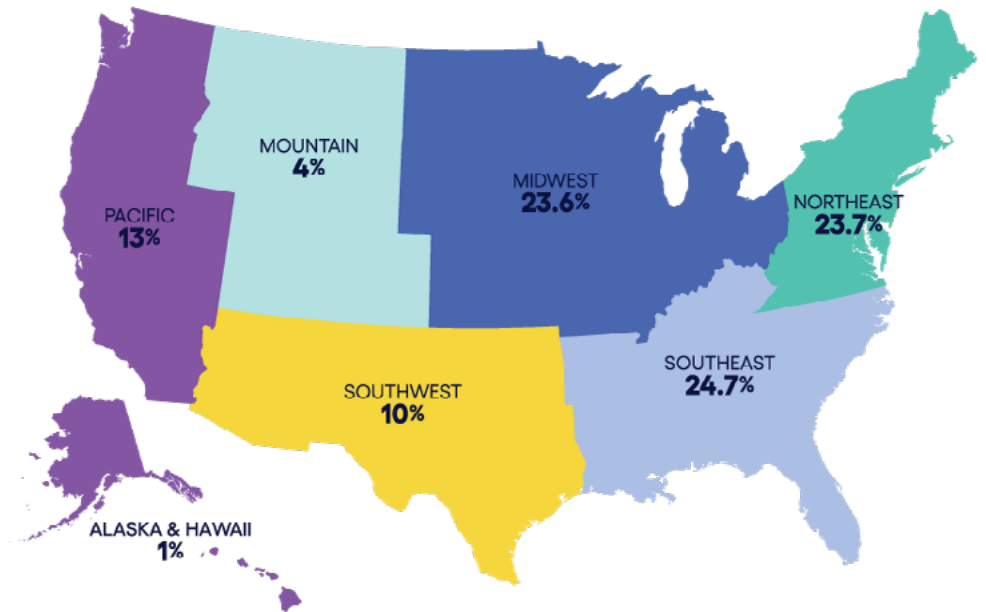 MOUNTAIN
4%
MIDWEST
23.6%
NORTHEAST
23.7%
PACIFIC
13%
SOUTHEAST
24.7%
SOUTHWEST
10%
ALASKA & HAWAII
1%